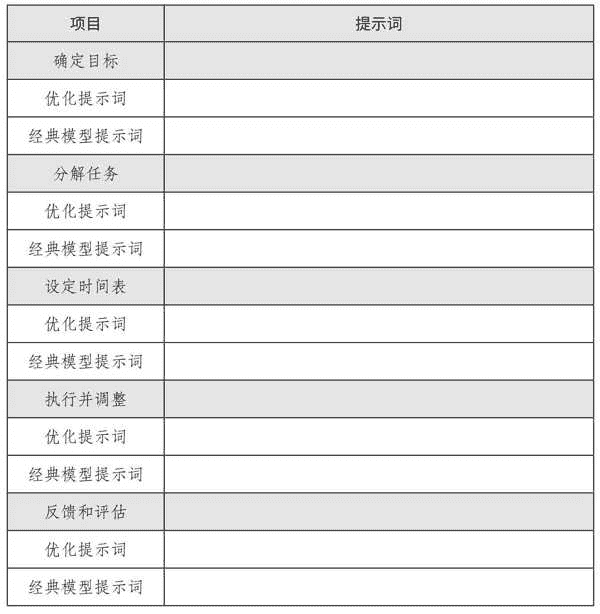 项目 提示词
确定目标
优化提示词
经典模型提示词
分解任务
优化提示词
经典模型提示词
设定时间表
优化提示词
经典模型提示词
执行并调整
优化提示词
经典模型提示词
反馈和评估
优化提示词
经典模型提示词